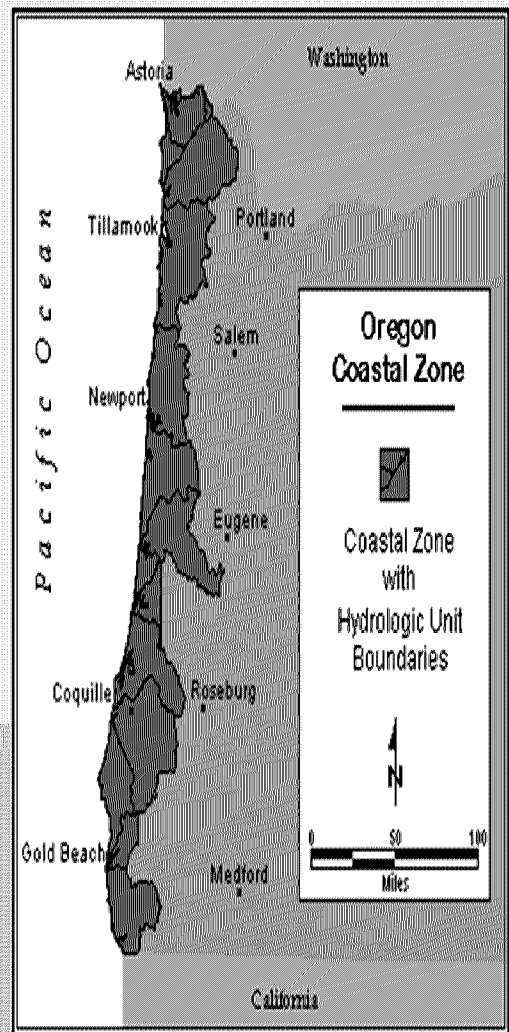 Washington
Astoria
Pacific Ocean
Tillamook
Portland
Salem
Newport
Eugene
Coquille
Roseburg
Gold Beach
Medford
California
Oregon
Coastal Zone
Coastal Zone
with
Hydrologic Unit
Boundaries
N
0 50 100
Miles